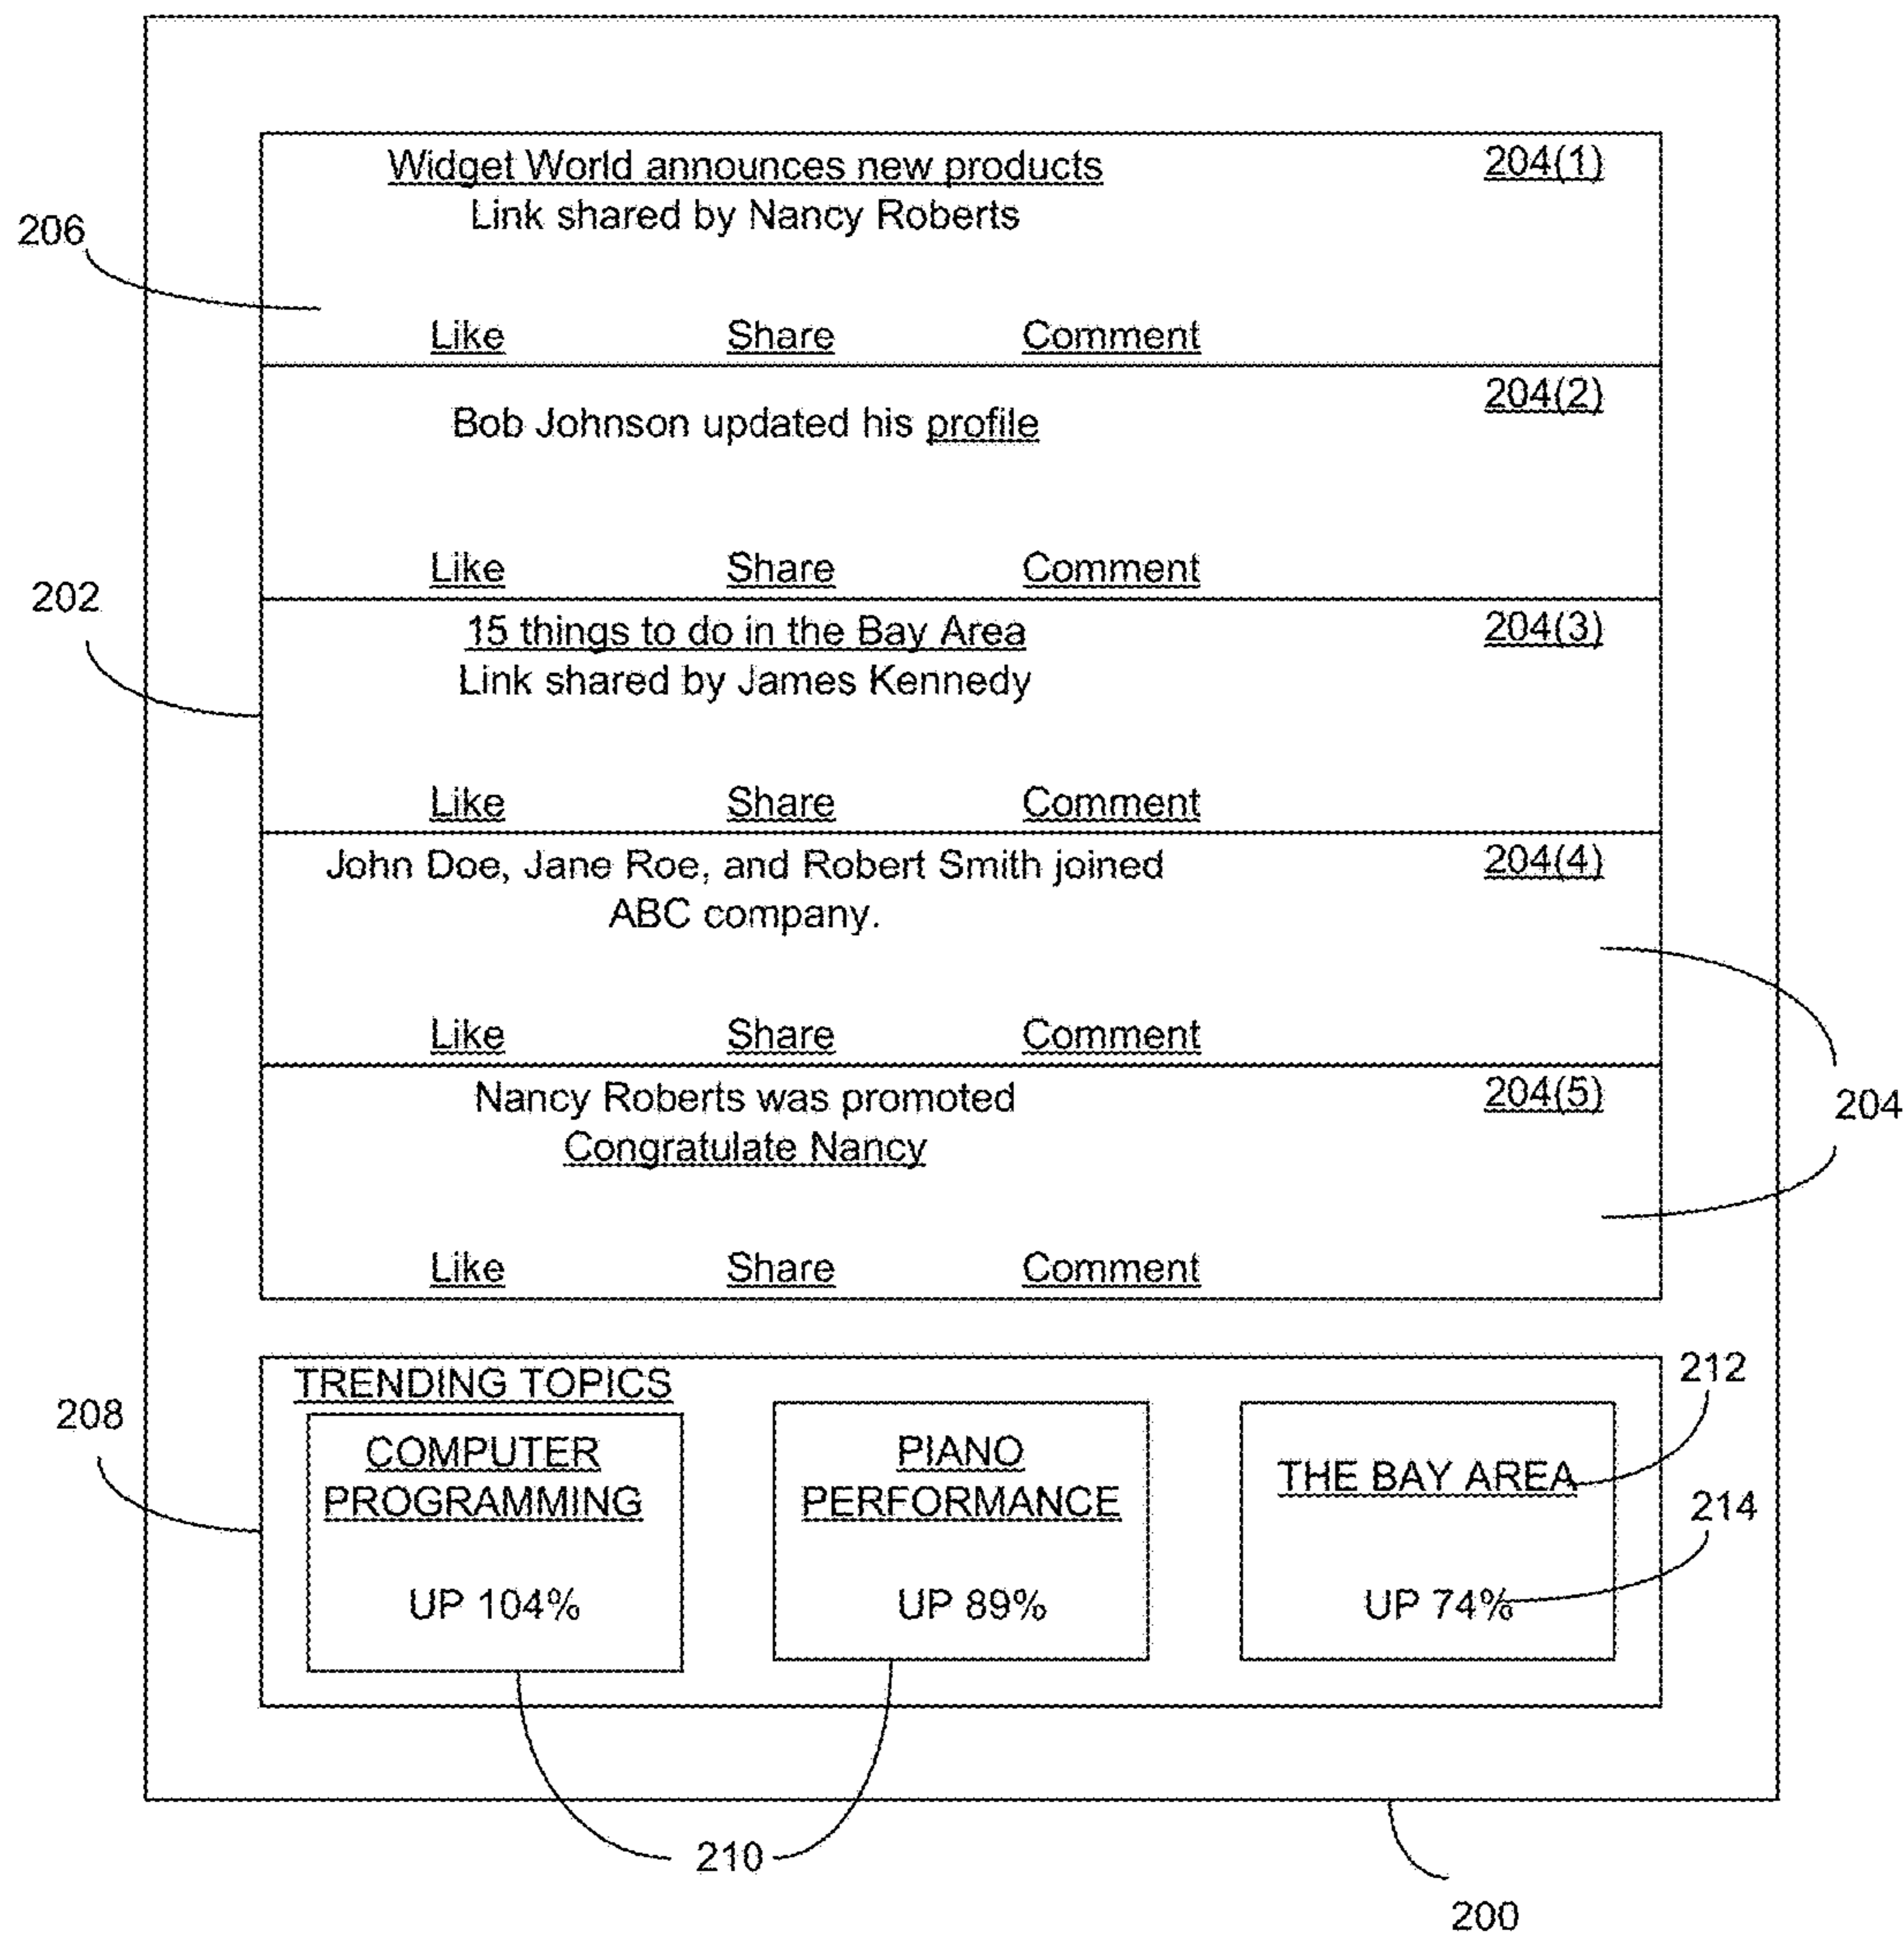 Widget World announces new products
204(1)
Link shared by Nancy Roberts
206
Like Share Comment
204(2)
Bob Johnson updated his profile
Like Share Comment
202
15 things to do in the Bay Area
204(3)
Link shared by James Kennedy
Like Share Comment
John Doe, Jane Roe, and Robert Smith joined
204(4)
ABC company.
Like Share Comment
Nancy Roberts was promoted
204(5)
204
Congratulate Nancy
Like Share Comment
TRENDING TOPICS
212
208
COMPUTER
PROGRAMMING
UP 104%
PIANO
PERFORMANCE
UP 89%
THE BAY AREA
214
UP 74%
210
200